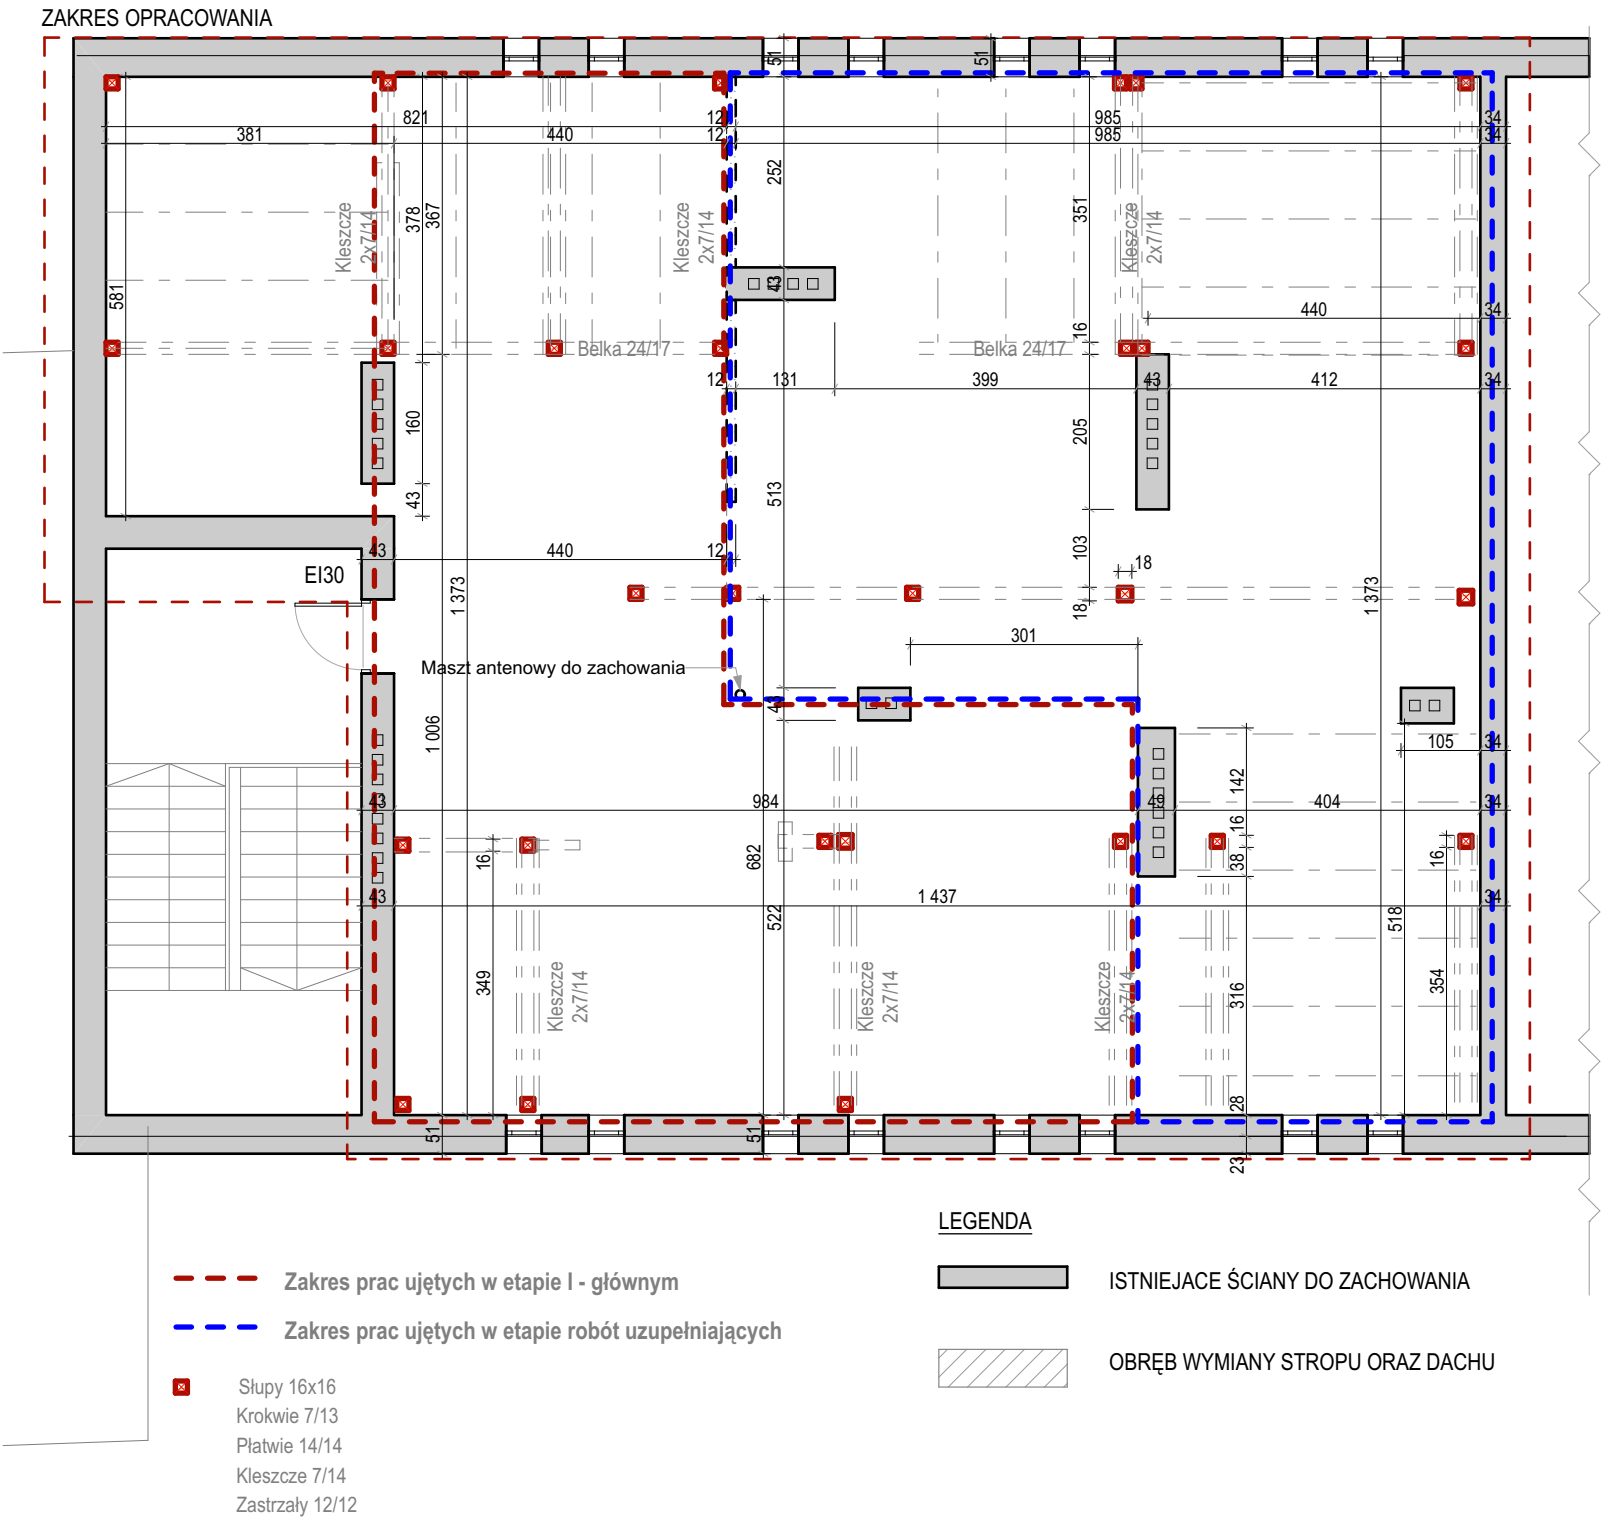 ZAKRES OPRACOWANIA
51
51
821
12
985
34
381
440
12
985
34
252
351
378
367
Kleszcze
2x7/14
Kleszcze
2x7/14
Kleszcze
2x7/14
581
43
440
34
16
Belka 24/17
Belka 24/17
12
131
399
43
412
34
160
205
43
513
103
43
440
12
18
EI30
1 373
18
1 373
301
Maszt antenowy do zachowania
43
1 006
105
34
142
43
984
49
404
34
16
16
682
38
16
43
1 437
34
522
518
349
316
354
Kleszcze
2x7/14
Kleszcze
2x7/14
Kleszcze
2x7/14
28
51
51
23
LEGENDA
Zakres prac ujętych w etapie I - głównym
ISTNIEJACE ŚCIANY DO ZACHOWANIA
Zakres prac ujętych w etapie robót uzupełniających
OBRĘB WYMIANY STROPU ORAZ DACHU
Słupy 16x16
Krokwie 7/13
Płatwie 14/14
Kleszcze 7/14
Zastrzały 12/12